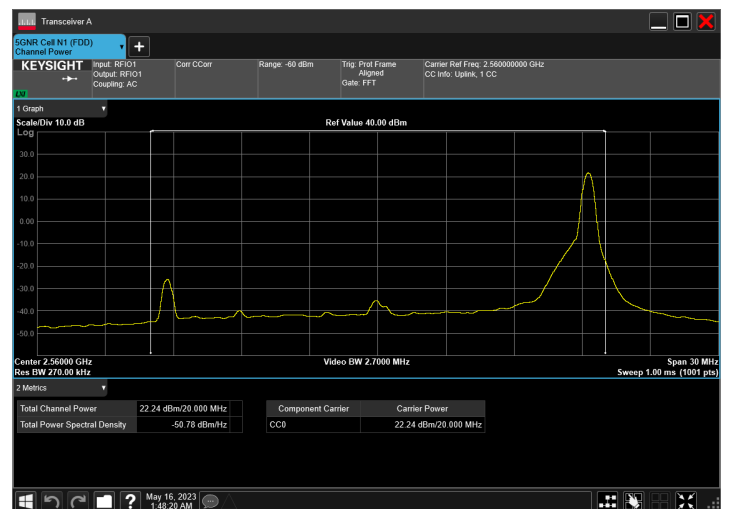 Transceiver A
5GNR Cell N1 (FDD)
Channel Power
KEYSIGHT
LXI
Input: RFIO1
Output: RFIO1
Coupling: AC
Corr CCorr
Range: -60 dBm
Trig: Prot Frame
Aligned
Gate: FFT
Carrier Ref Freq: 2.560000000 GHz
CC Info: Uplink, 1 CC
1 Graph
Scale/Div 10.0 dB
Ref Value 40.00 dBm
Log
30.0
20.0
10.0
0.00
-10.0
-20.0
-30.0
-40.0
-50.0
Center 2.56000 GHz
Video BW 2.7000 MHz
Span 30 MHz
Res BW 270.00 kHz
Sweep 1.00 ms (1001 pts)
2 Metrics
Total Channel Power 22.24 dBm/20.000 MHz
Total Power Spectral Density -50.78 dBm/Hz
Component Carrier Carrier Power
CC0 22.24 dBm/20.000 MHz
?
May 16, 2023
1:48:20 AM